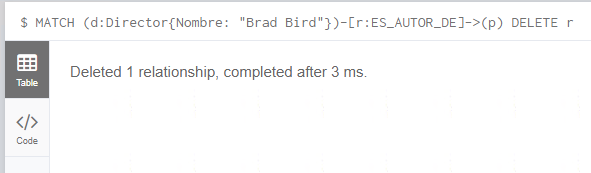 $ MATCH (d:Director{Nombre: "Brad Bird"})-[r:ES_AUTOR_DE]->(p) DELETE r
Table
Deleted 1 relationship, completed after 3 ms.
</>
Code